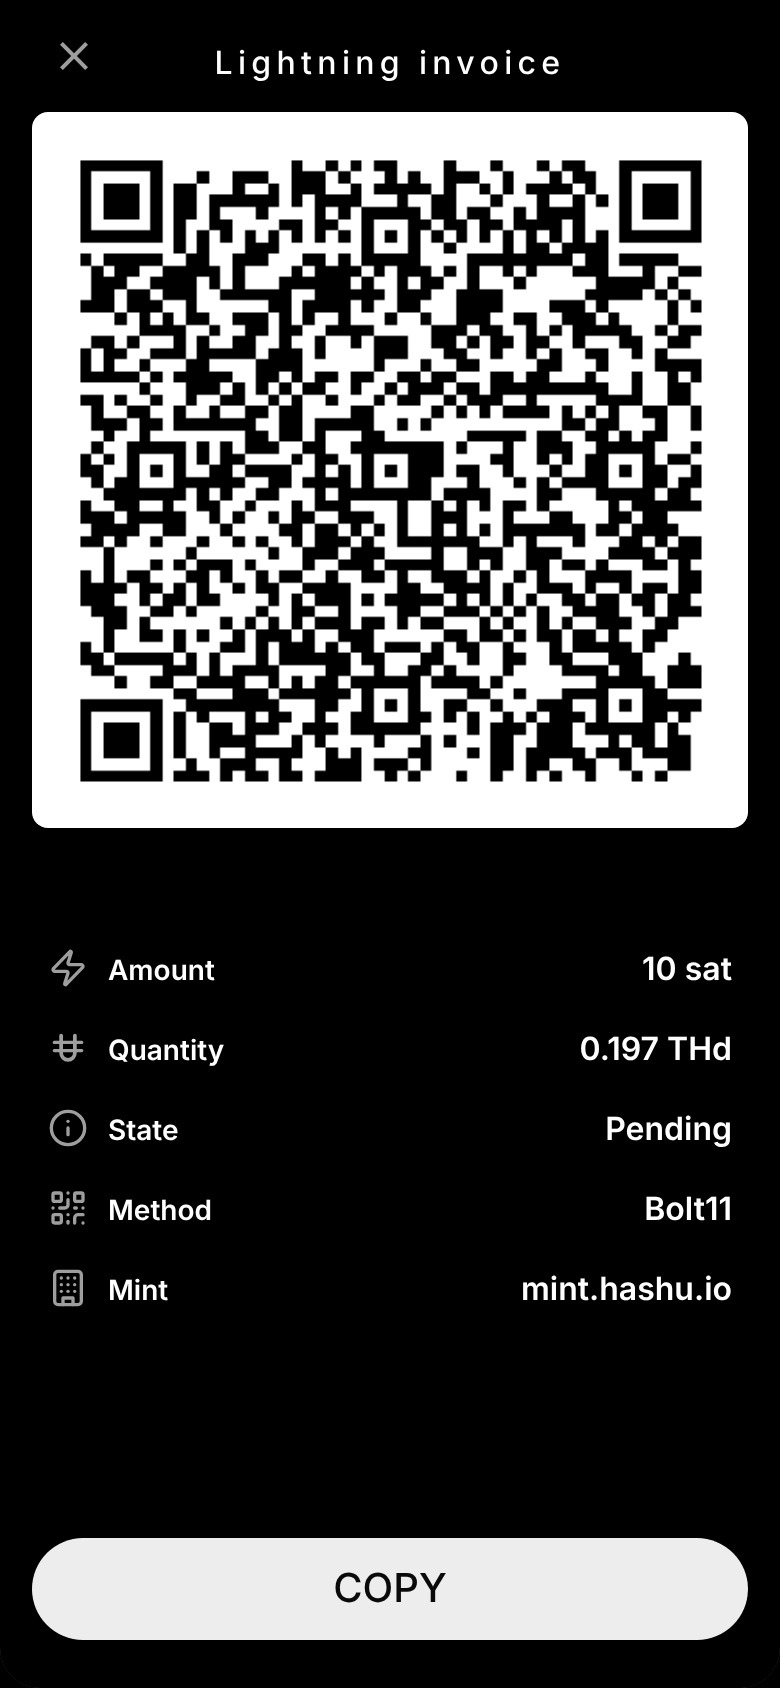 Lightning invoice
Amount 10 sat
Quantity 0.197 THd
State Pending
Method Bolt11
Mint mint.hashu.io
COPY